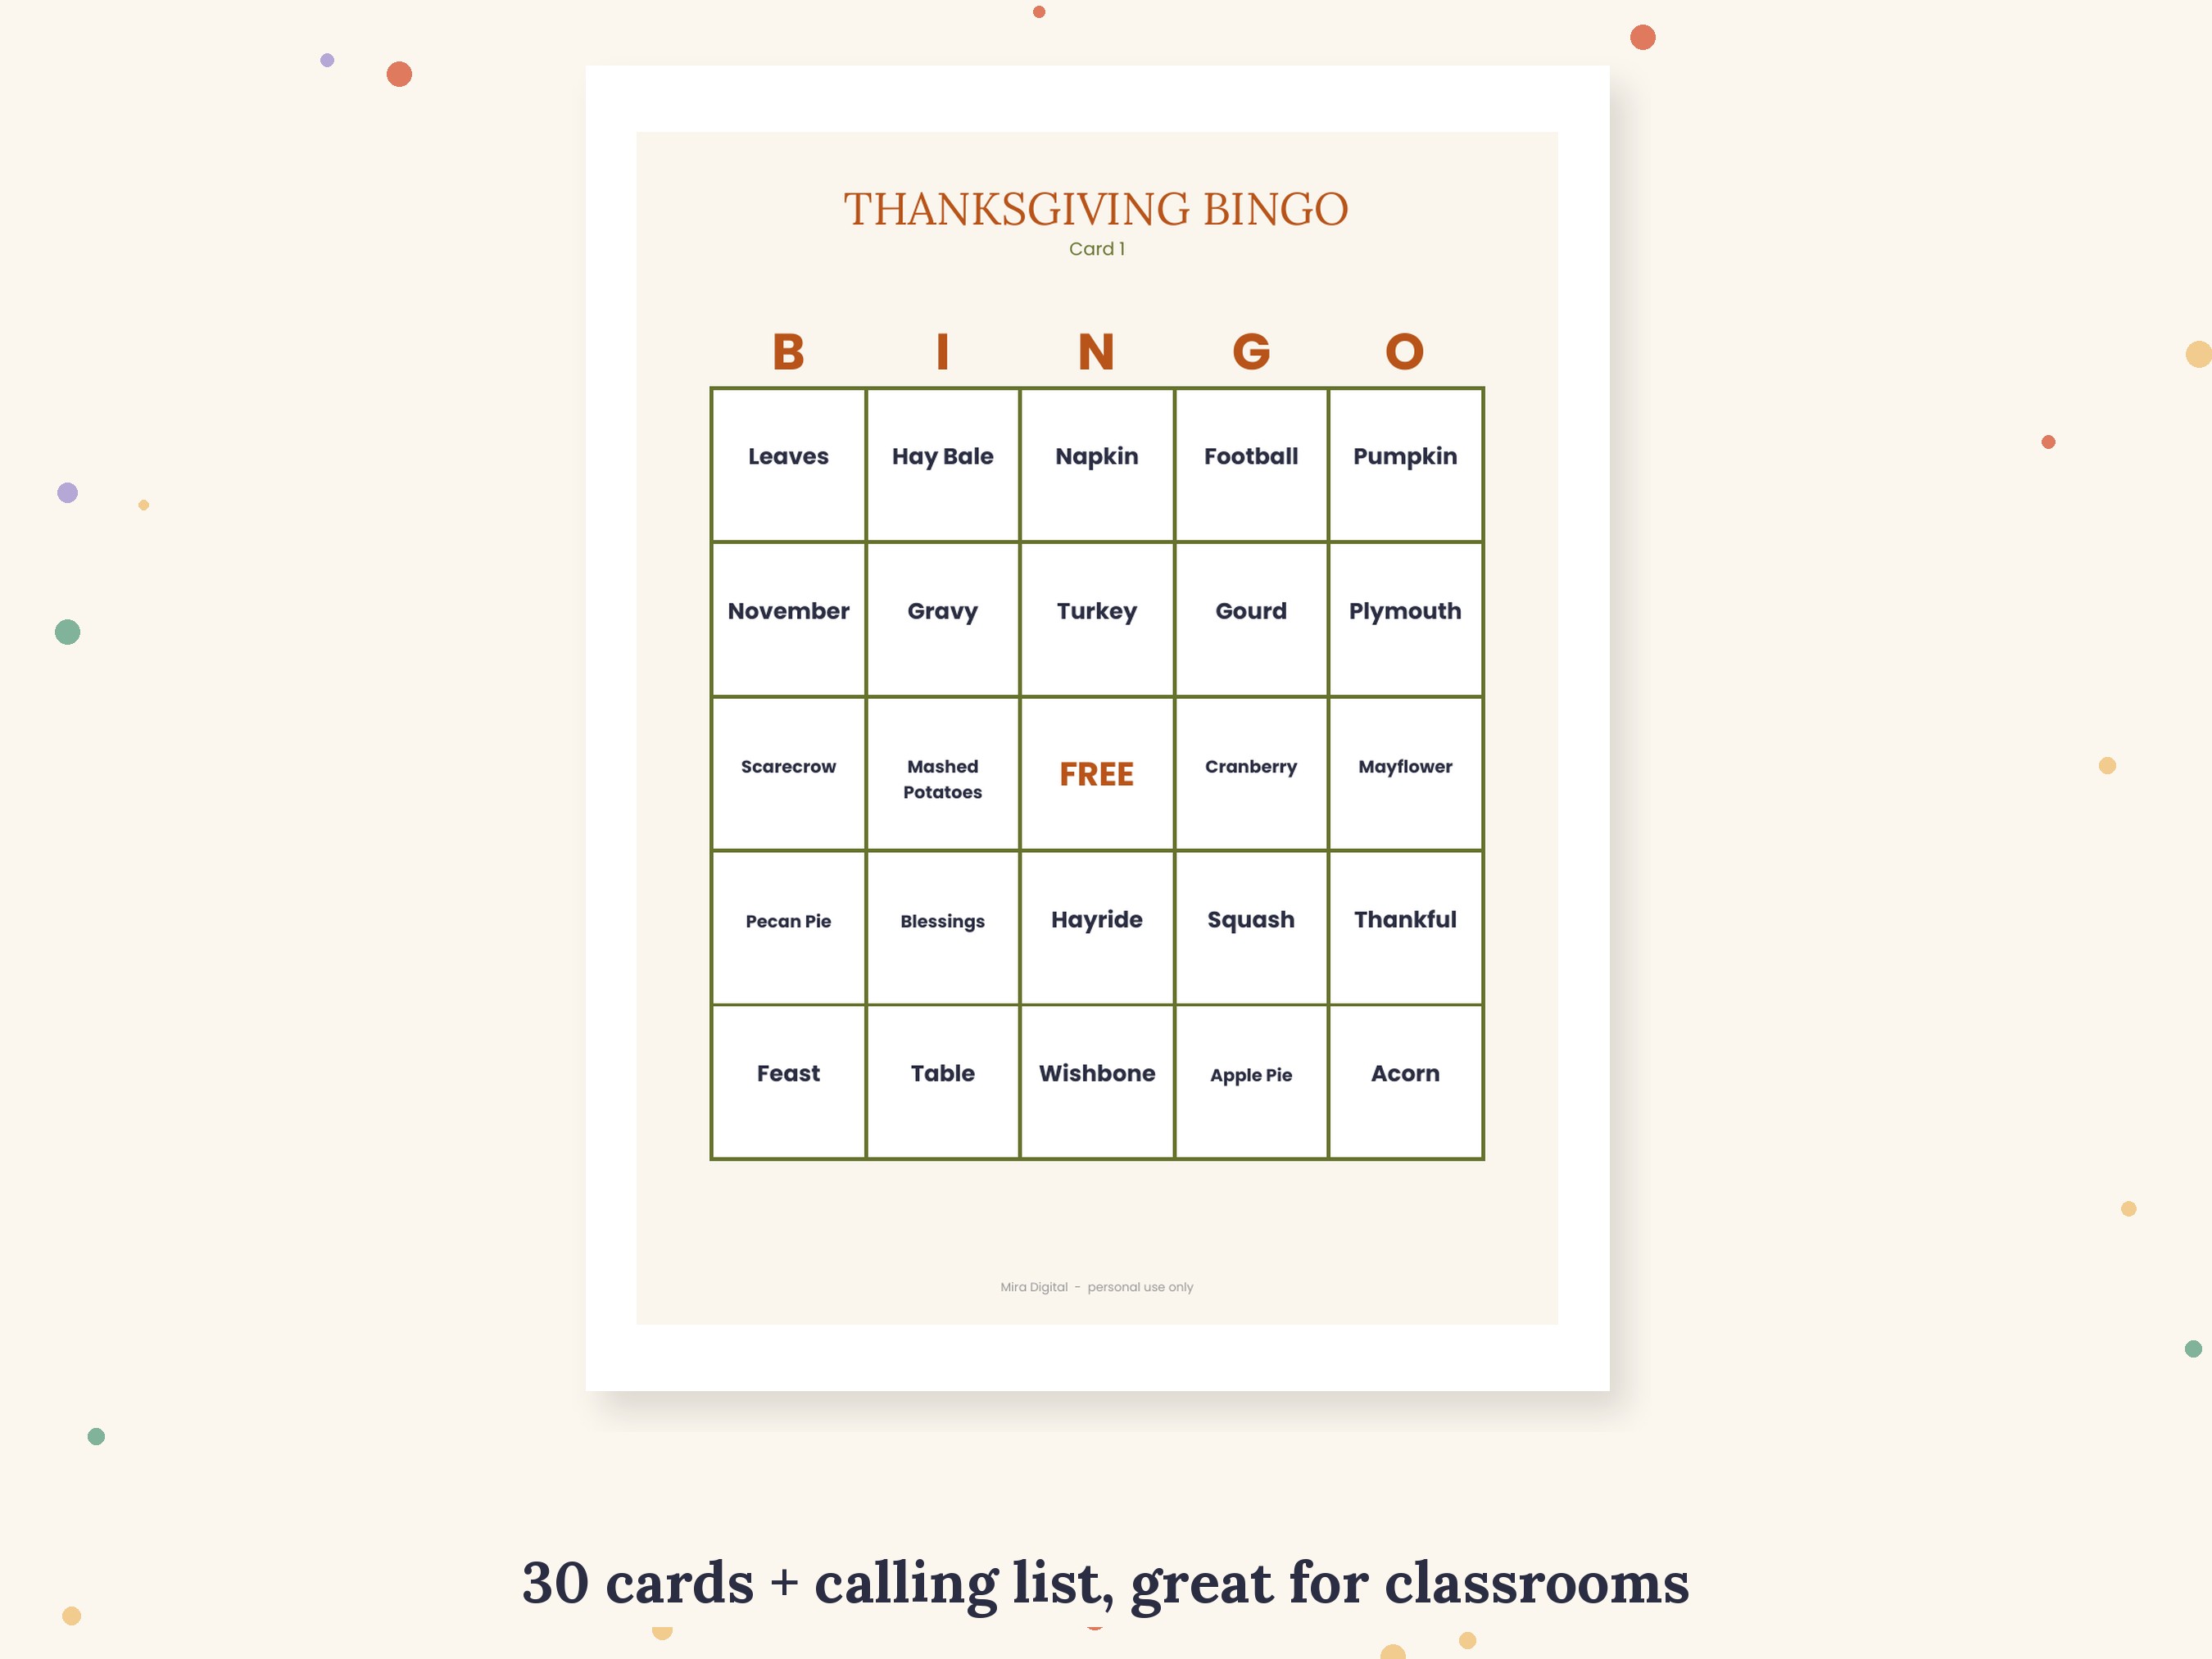 THANKSGIVING BINGO
Card 1
B I N G O
Leaves Hay Bale Napkin Football Pumpkin
November Gravy Turkey Gourd Plymouth
Scarecrow Mashed Potatoes FREE Cranberry Mayflower
Pecan Pie Blessings Hayride Squash Thankful
Feast Table Wishbone Apple Pie Acorn
Mira Digital - personal use only
30 cards + calling list, great for classrooms